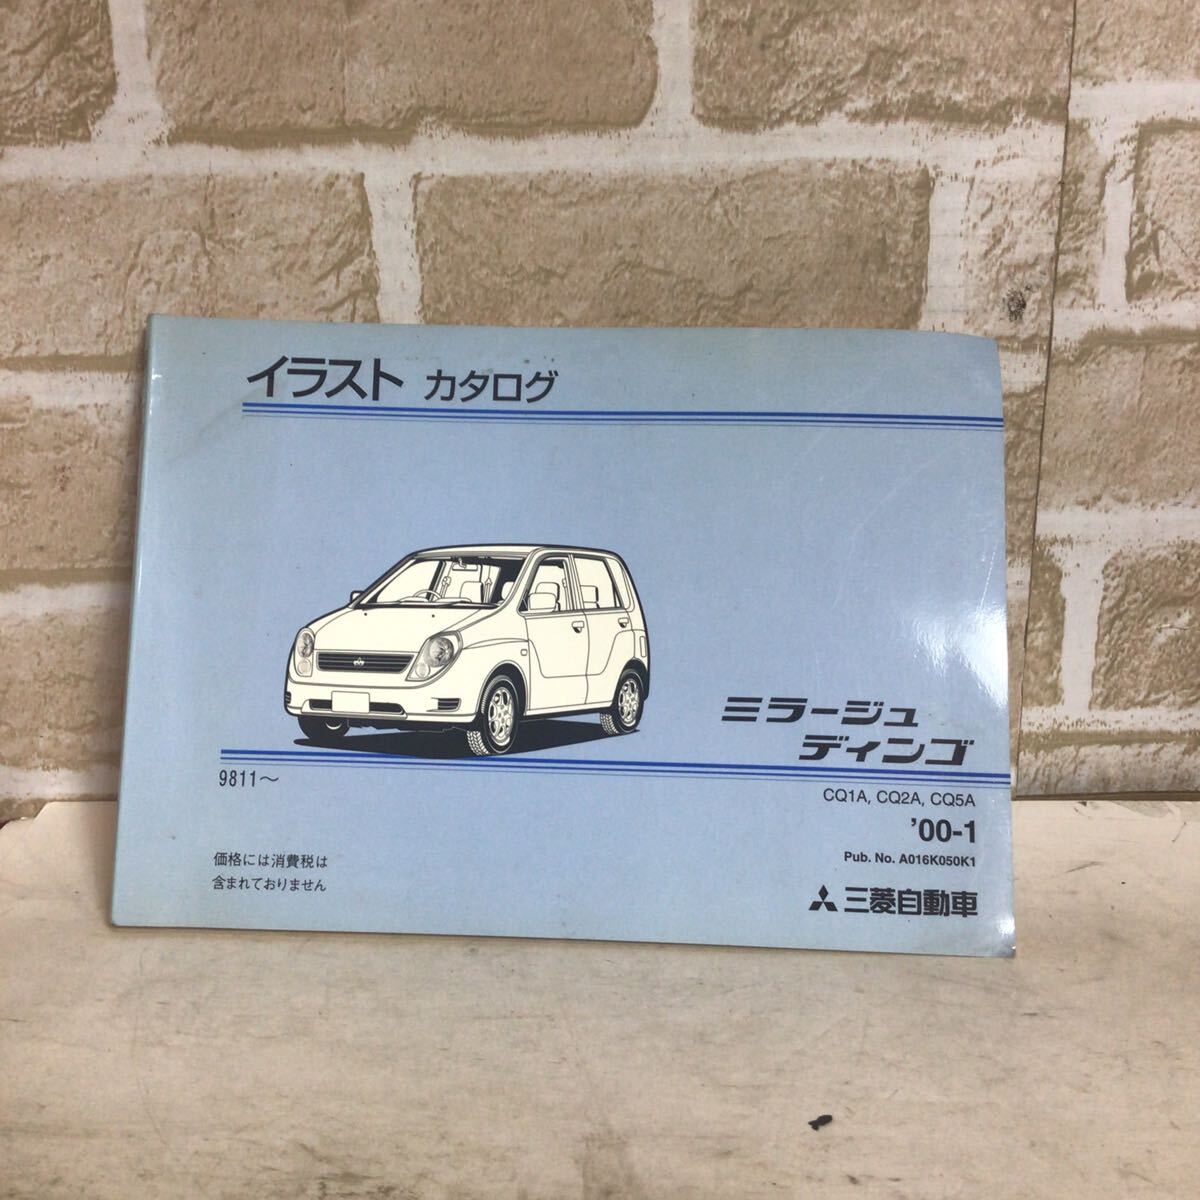 イラスト カタログ
ミラージュ
ディンゴ
9811～
CQ1A, CQ2A, CQ5A
'00-1
Pub. No. A016K050K1
価格には消費税は
含まれておりません
三菱自動車